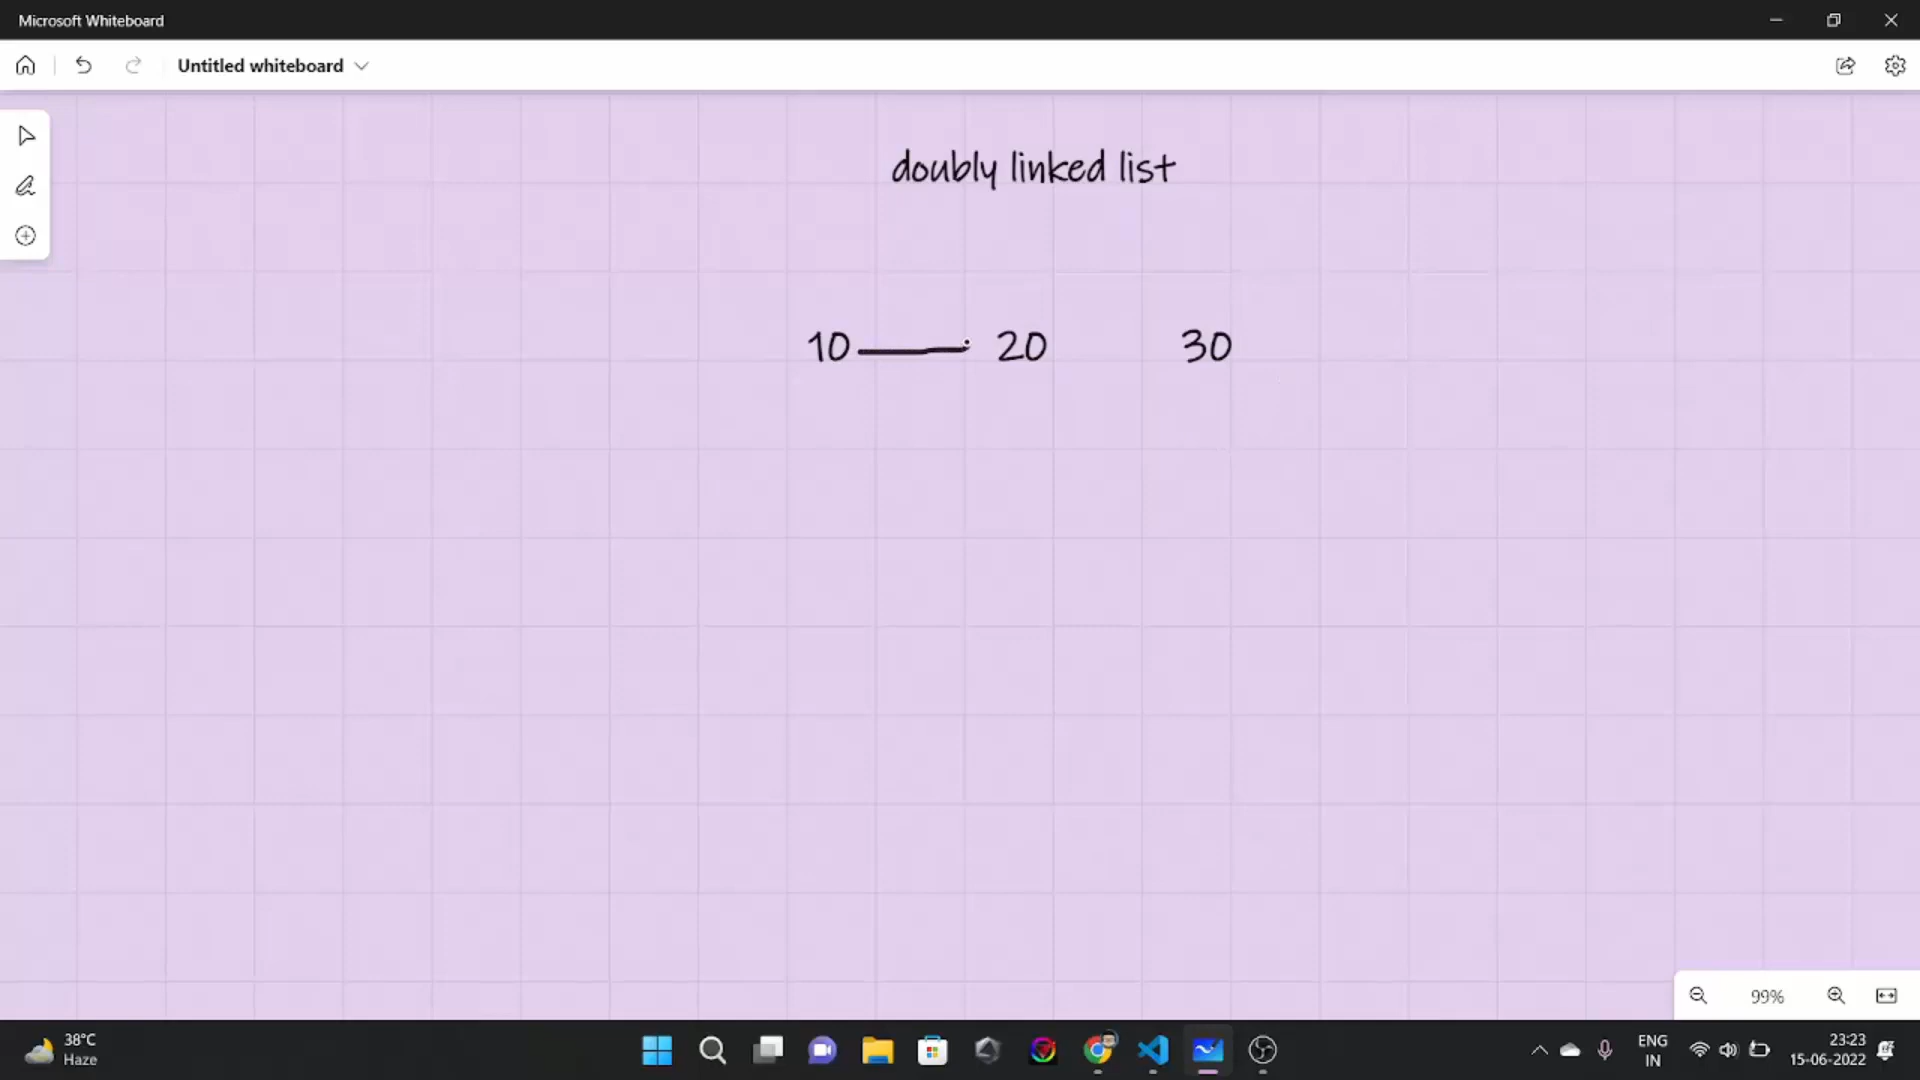 Microsoft Whiteboard
Untitled whiteboard
doubly linked list
10 20 30
99%
38°C
Haze
ENG
IN
23:23
15-06-2022